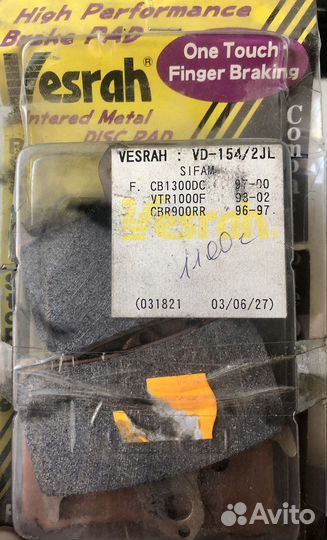 High Performance
Brake PAD
Vesrah®
Sintered Metal
DISC PAD
One Touch
Finger Braking
VESRAH : VD-154/2JL
SIFAM
F. CB1300DC 97-00
VTR1000F 98-02
CBR900RR 96-97
Vesrah
1100
(031821 03/06/27)
Avito